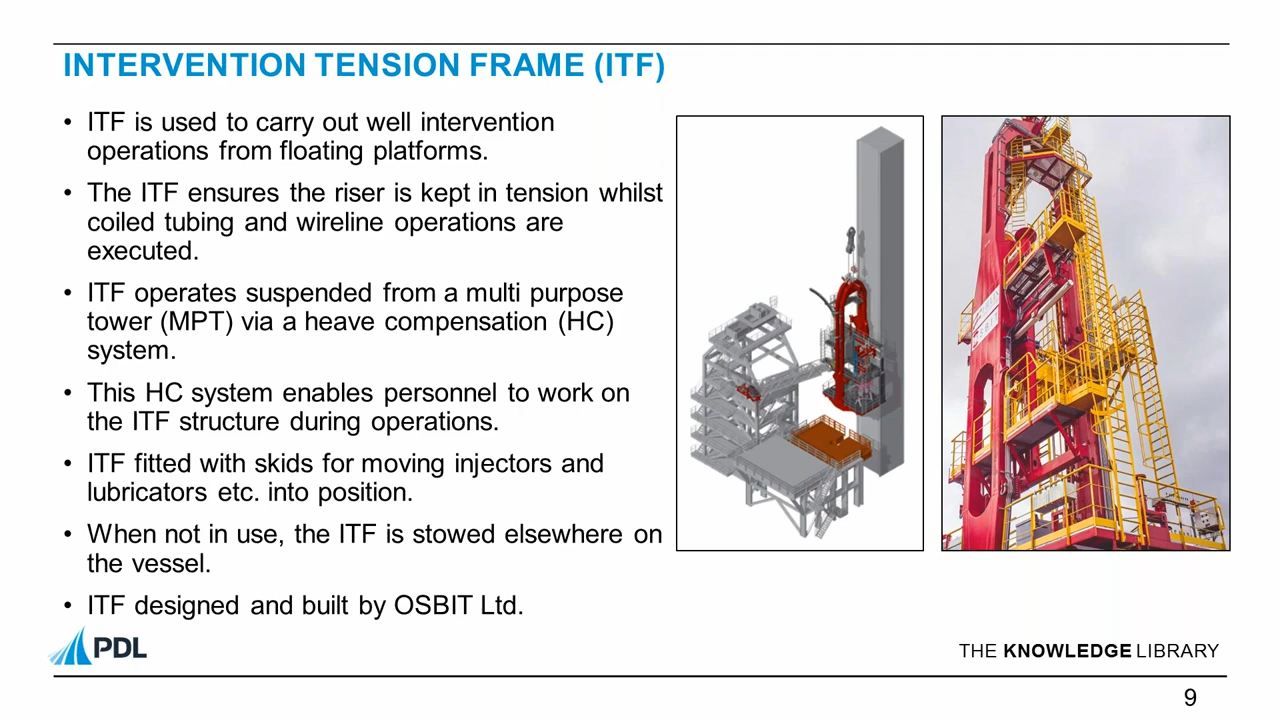 INTERVENTION TENSION FRAME (ITF)
• ITF is used to carry out well intervention
operations from floating platforms.
• The ITF ensures the riser is kept in tension whilst
coiled tubing and wireline operations are
executed.
• ITF operates suspended from a multi purpose
tower (MPT) via a heave compensation (HC)
system.
• This HC system enables personnel to work on
the ITF structure during operations.
• ITF fitted with skids for moving injectors and
lubricators etc. into position.
• When not in use, the ITF is stowed elsewhere on
the vessel.
• ITF designed and built by OSBIT Ltd.
PDL
THE KNOWLEDGE LIBRARY
9